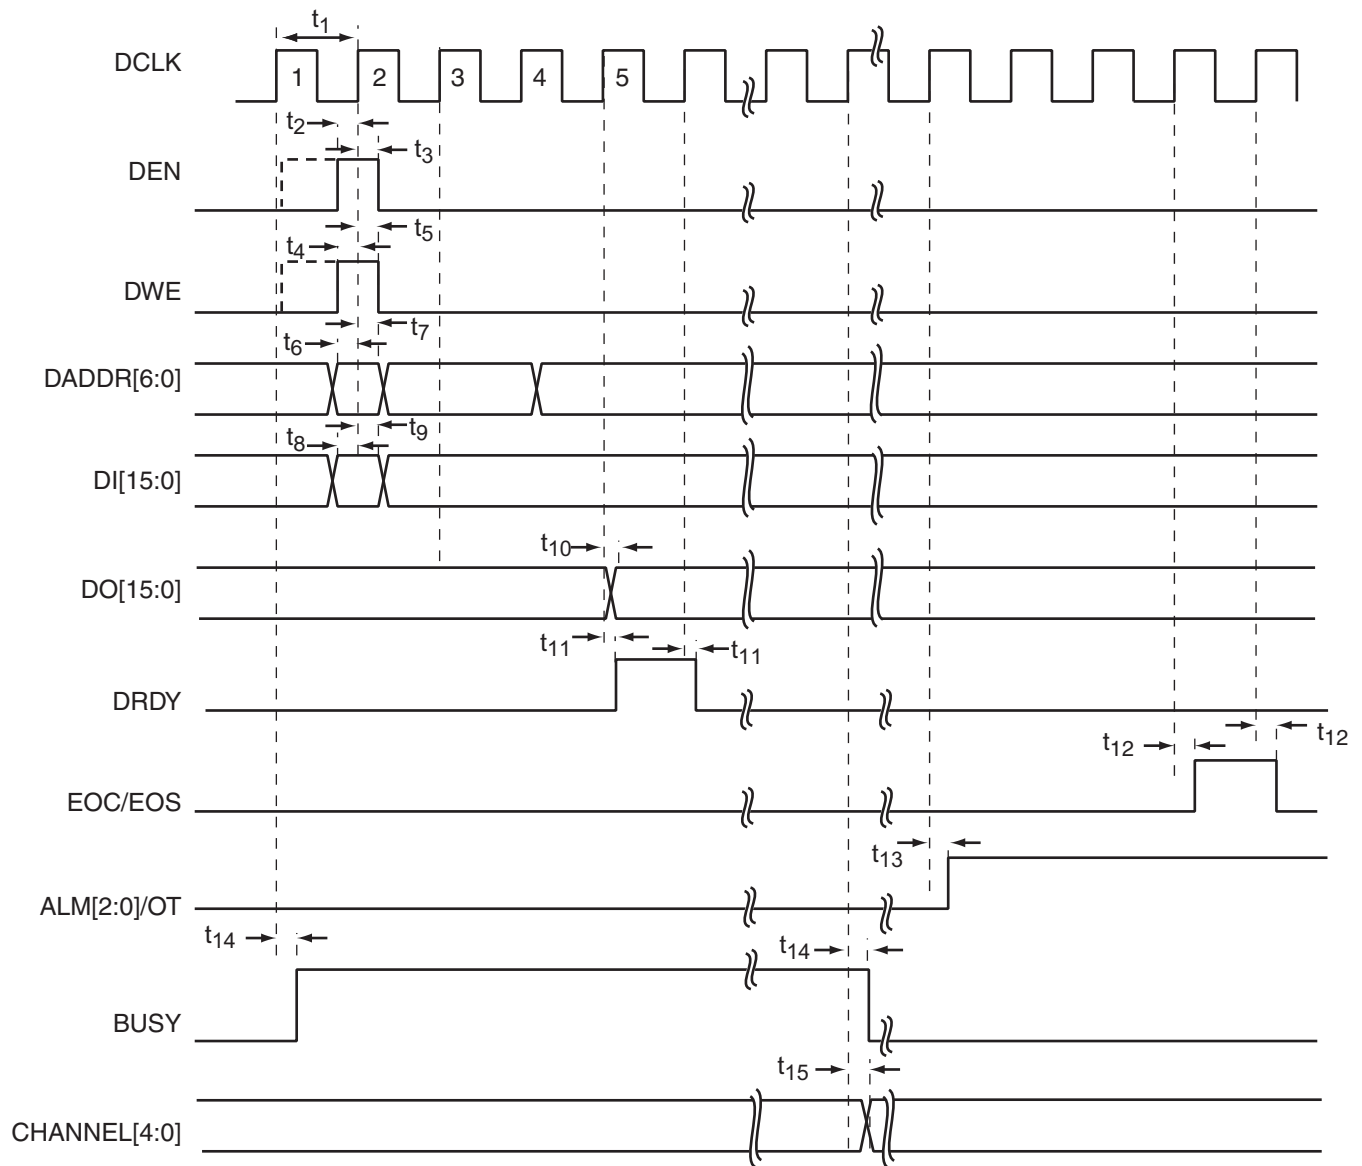 t1
DCLK
1 2 3 4 5
t2
t3
DEN
t5
t4
DWE
t7
t6
DADDR[6:0]
t9
t8
DI[15:0]
t10
DO[15:0]
t11 t11
DRDY
t12 t12
EOC/EOS
t13
ALM[2:0]/OT
t14 t14
BUSY
t15
CHANNEL[4:0]